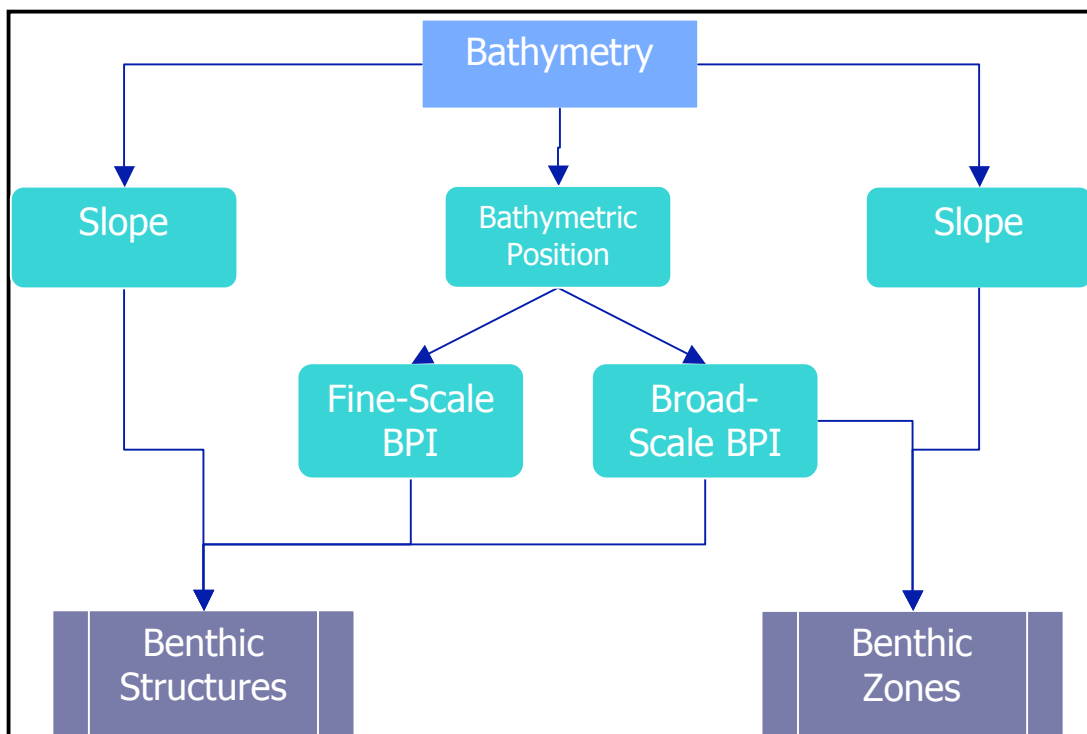 Bathymetry
Slope
Bathymetric
Position
Slope
Fine-Scale
BPI
Broad-
Scale BPI
Benthic
Structures
Benthic
Zones